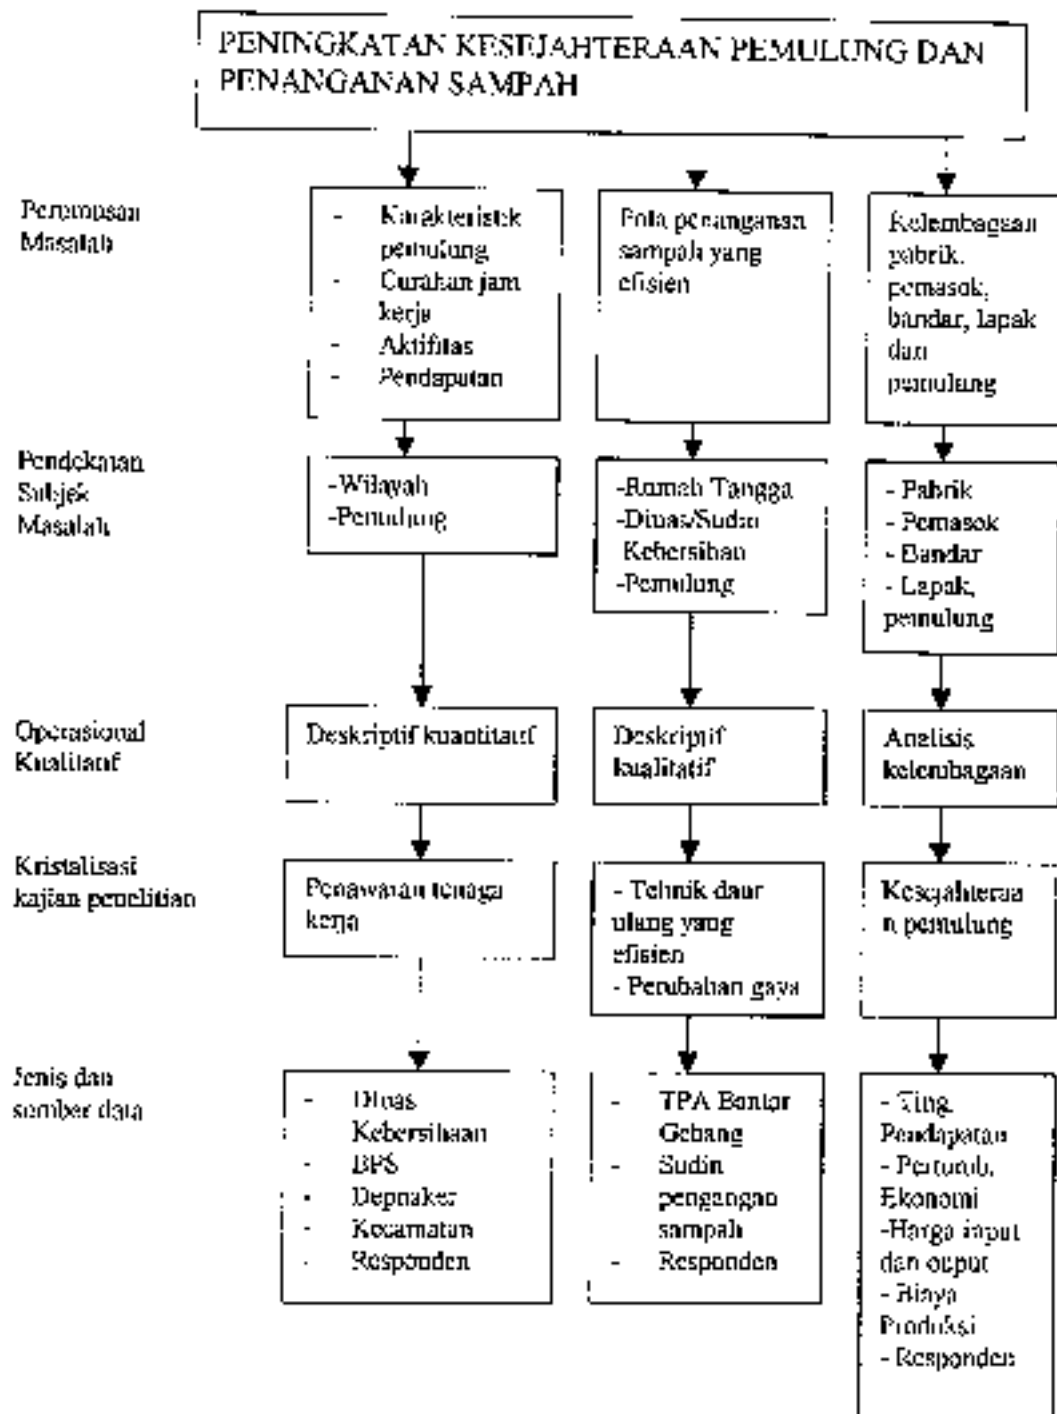 PENINGKATAN KESEJAHTERAAN PEMULUNG DAN
PENANGANAN SAMPAH
Perumusan
Masalah
- Karakteristek
pemulung
- Curahan jam
kerja
- Aktifitas
- Pendapatan
Pola penanganan
sampah yang
efisien
Kelembagaan
pabrik,
pemasok,
bandar, lapak
dan
pemulung
Pendekatan
Subjek
Masalah
-Wilayah
-Pemulung
-Rumah Tangga
-Dinas/Sudin
Kebersihan
-Pemulung
- Pabrik
- Pemasok
- Bandar
- Lapak,
pemulung
Operasional
Kualitatif
Deskriptif kuantitatif
Deskriptif
kualitatif
Analisis
kelembagaan
Kristalisasi
kajian penelitian
Penawaran tenaga
kerja
- Tehnik daur
ulang yang
efisien
- Perubahan gaya
Kesejahteraa
n pemulung
Jenis dan
sumber data
- Dinas
Kebersihaan
- BPS
- Depnaker
- Kecamatan
- Responden
- TPA Bantar
Gebang
- Sudin
pengangan
sampah
- Responden
- Ting.
Pendapatan
- Pertumb.
Ekonomi
-Harga input
dan ouput
- Biaya
Produksi
- Responden